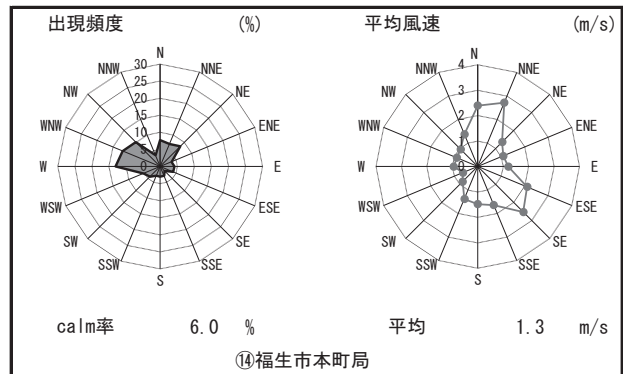 出現頻度 (%)
N
NNE
NE
ENE
E
ESE
SE
SSE
S
SSW
SW
WSW
W
WNW
NW
NNW
30
25
20
15
10
5
0
calm率 6.0 %
平均風速 (m/s)
N
NNE
NE
ENE
E
ESE
SE
SSE
S
SSW
SW
WSW
W
WNW
NW
NNW
4
3
2
1
0
平均 1.3 m/s
⑭福生市本町局